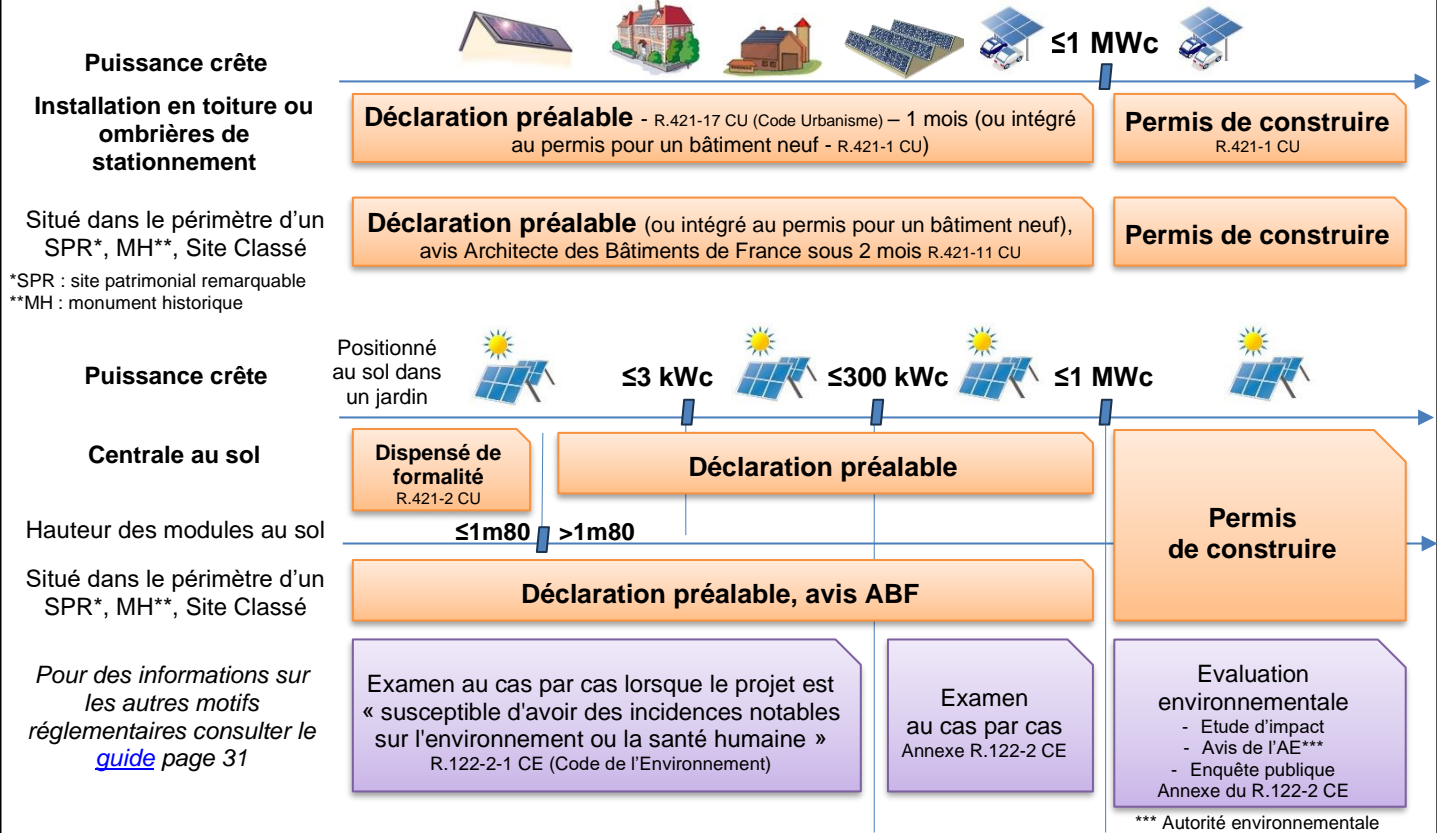 ≤1 MWc
Puissance crête
Installation en toiture ou
ombrières de
stationnement
Déclaration préalable - R.421-17 CU (Code Urbanisme) – 1 mois (ou intégré
au permis pour un bâtiment neuf - R.421-1 CU)
Permis de construire
R.421-1 CU
Situé dans le périmètre d'un
SPR*, MH**, Site Classé
*SPR : site patrimonial remarquable
**MH : monument historique
Déclaration préalable (ou intégré au permis pour un bâtiment neuf),
avis Architecte des Bâtiments de France sous 2 mois R.421-11 CU
Permis de construire
Puissance crête
Positionné
au sol dans
un jardin
≤3 kWc
≤300 kWc
≤1 MWc
Centrale au sol
Dispensé de
formalité
R.421-2 CU
Déclaration préalable
Permis
de construire
Hauteur des modules au sol
≤1m80
>1m80
Situé dans le périmètre d'un
SPR*, MH**, Site Classé
Déclaration préalable, avis ABF
Pour des informations sur
les autres motifs
réglementaires consulter le
guide page 31
Examen au cas par cas lorsque le projet est
« susceptible d'avoir des incidences notables
sur l'environnement ou la santé humaine »
R.122-2-1 CE (Code de l'Environnement)
Examen
au cas par cas
Annexe R.122-2 CE
Evaluation
environnementale
- Etude d'impact
- Avis de l'AE***
- Enquête publique
Annexe du R.122-2 CE
*** Autorité environnementale